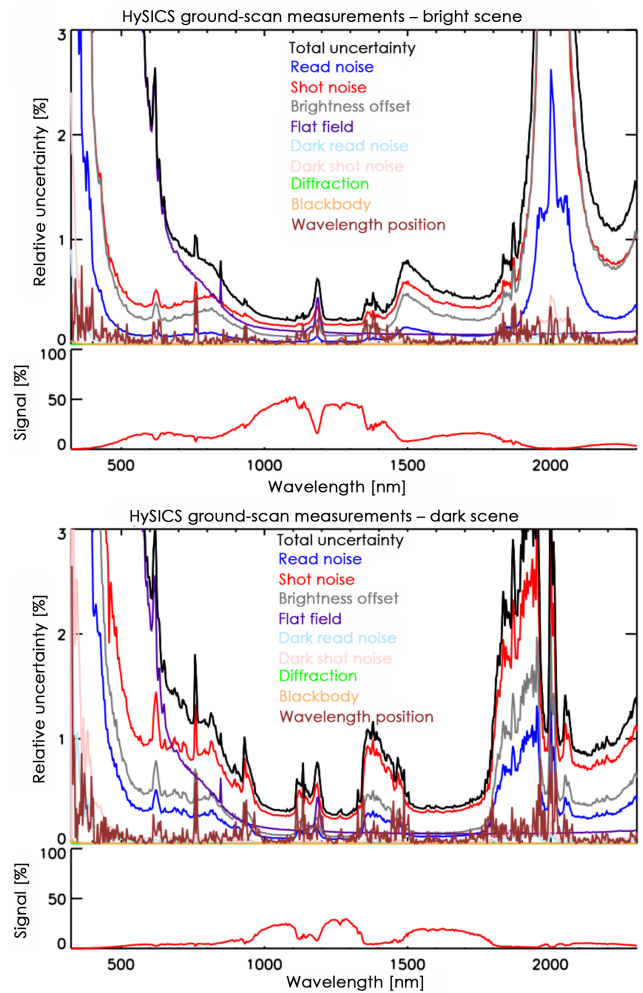 HySICS ground-scan measurements – bright scene
3
2
1
0
Relative uncertainty [%]
Total uncertainty
Read noise
Shot noise
Brightness offset
Flat field
Dark read noise
Dark shot noise
Diffraction
Blackbody
Wavelength position
100
50
0
Signal [%]
500 1000 1500 2000
Wavelength [nm]
HySICS ground-scan measurements – dark scene
3
2
1
0
Relative uncertainty [%]
Total uncertainty
Read noise
Shot noise
Brightness offset
Flat field
Dark read noise
Dark shot noise
Diffraction
Blackbody
Wavelength position
100
50
0
Signal [%]
500 1000 1500 2000
Wavelength [nm]